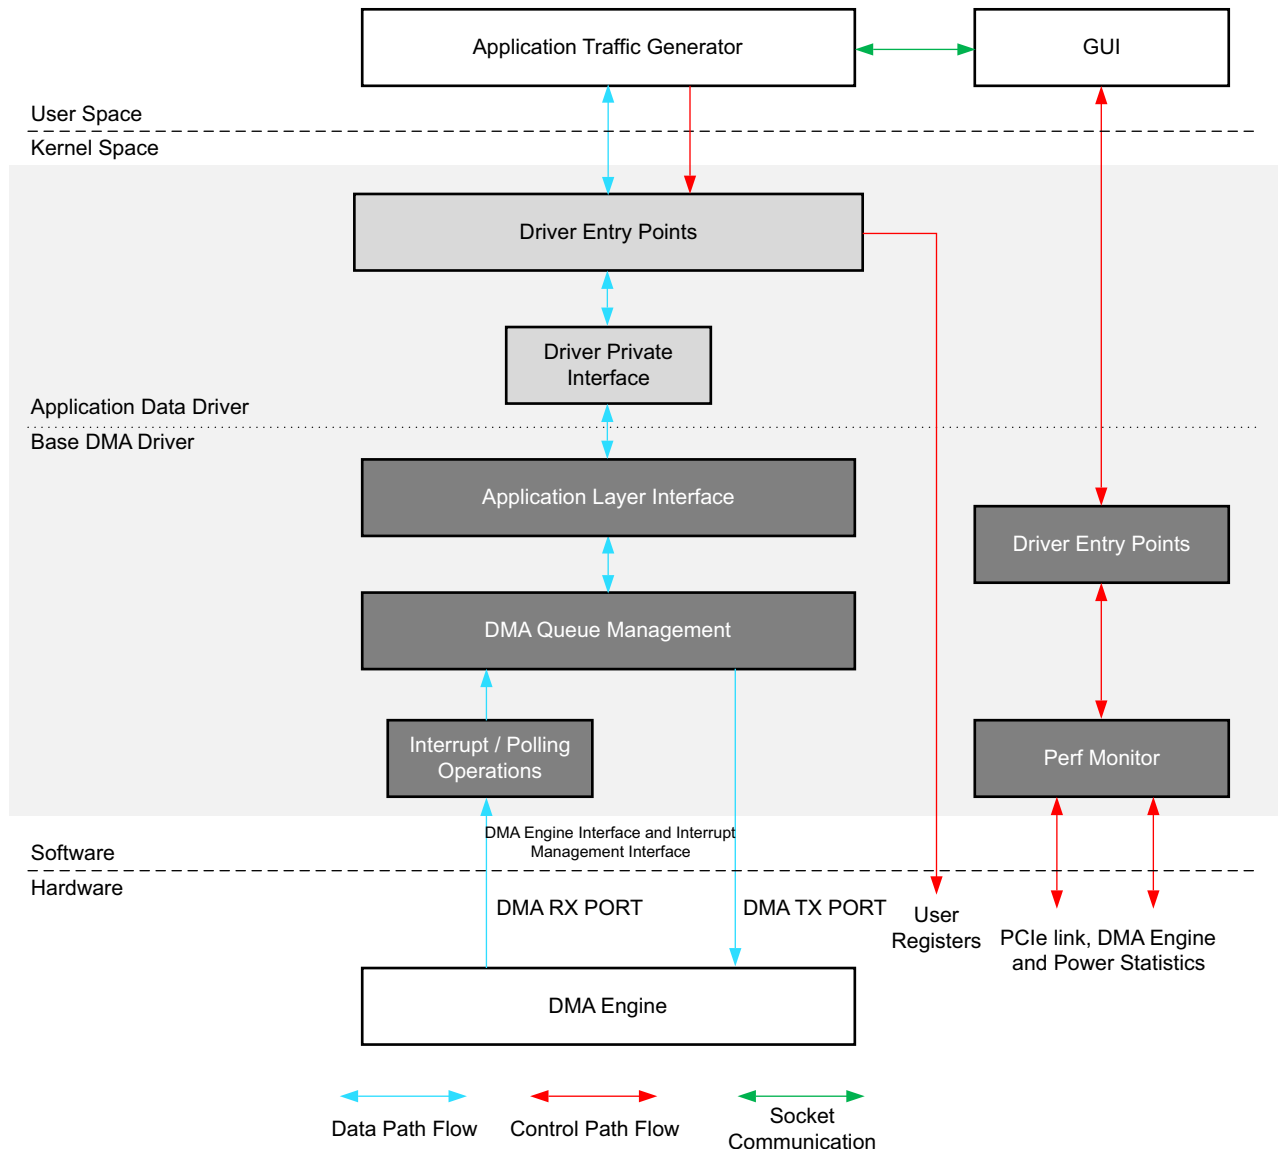 Application Traffic Generator
GUI
User Space
Kernel Space
Driver Entry Points
Driver Private
Interface
Application Data Driver
Base DMA Driver
Application Layer Interface
Driver Entry Points
DMA Queue Management
Interrupt / Polling
Operations
Perf Monitor
DMA Engine Interface and Interrupt
Management Interface
Software
Hardware
DMA RX PORT
DMA TX PORT
User
Registers
PCIe link, DMA Engine
and Power Statistics
DMA Engine
Data Path Flow
Control Path Flow
Socket
Communication